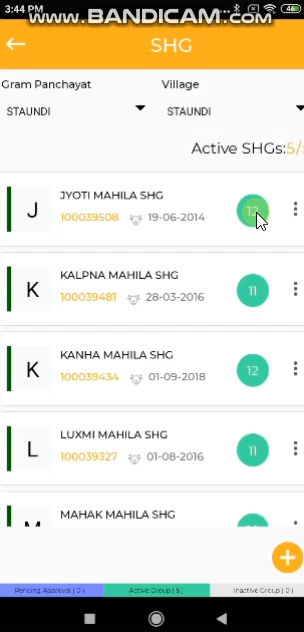 3:44 PM
www.BANDICAM.com
SHG
Gram Panchayat Village
STAUNDI STAUNDI
Active SHGs:5/
J JYOTI MAHILA SHG 12
100039508 19-06-2014
K KALPNA MAHILA SHG 11
100039481 28-03-2016
K KANHA MAHILA SHG 12
100039434 01-09-2018
L LUXMI MAHILA SHG 11
100039327 01-08-2016
MAHAK MAHILA SHG
Pending Approval ( 0 ) Active Group ( 5 ) Inactive Group ( 0 )